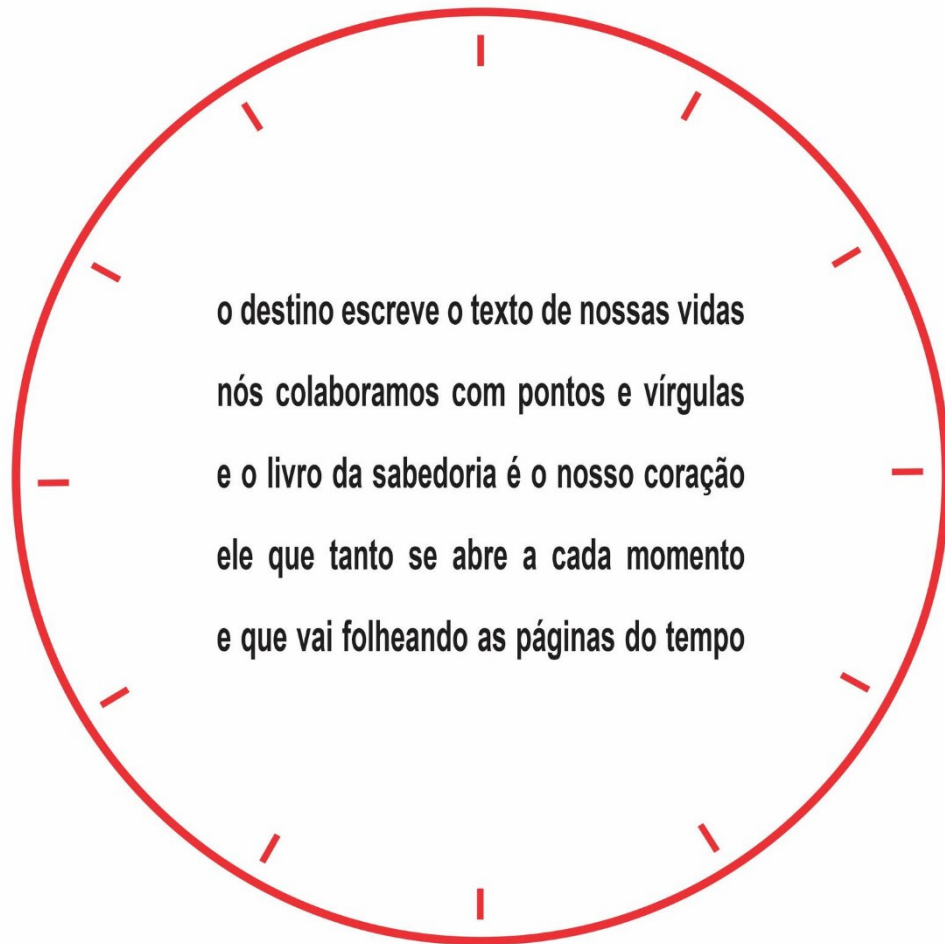 o destino escreve o texto de nossas vidas
nós colaboramos com pontos e vírgulas
e o livro da sabedoria é o nosso coração
ele que tanto se abre a cada momento
e que vai folheando as páginas do tempo